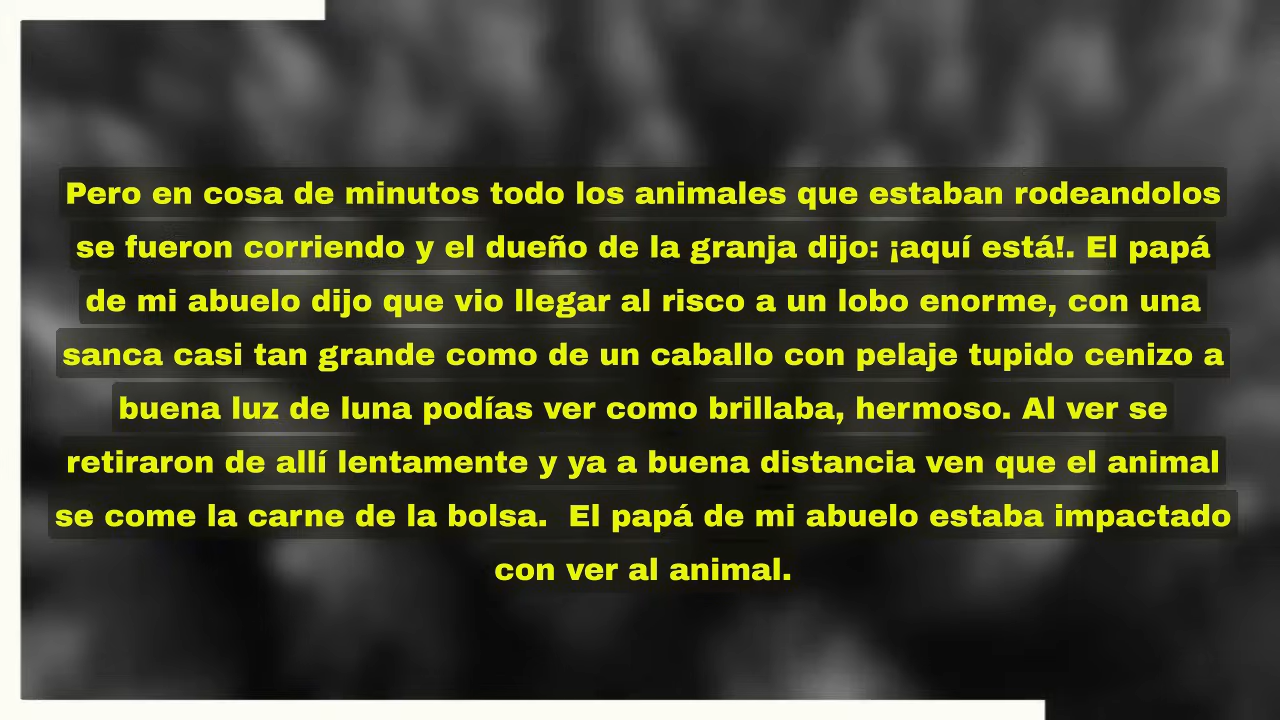 Pero en cosa de minutos todo los animales que estaban rodeandolos
se fueron corriendo y el dueño de la granja dijo: ¡aquí está!. El papá
de mi abuelo dijo que vio llegar al risco a un lobo enorme, con una
sanca casi tan grande como de un caballo con pelaje tupido cenizo a
buena luz de luna podías ver como brillaba, hermoso. Al ver se
retiraron de allí lentamente y ya a buena distancia ven que el animal
se come la carne de la bolsa.  El papá de mi abuelo estaba impactado
con ver al animal.